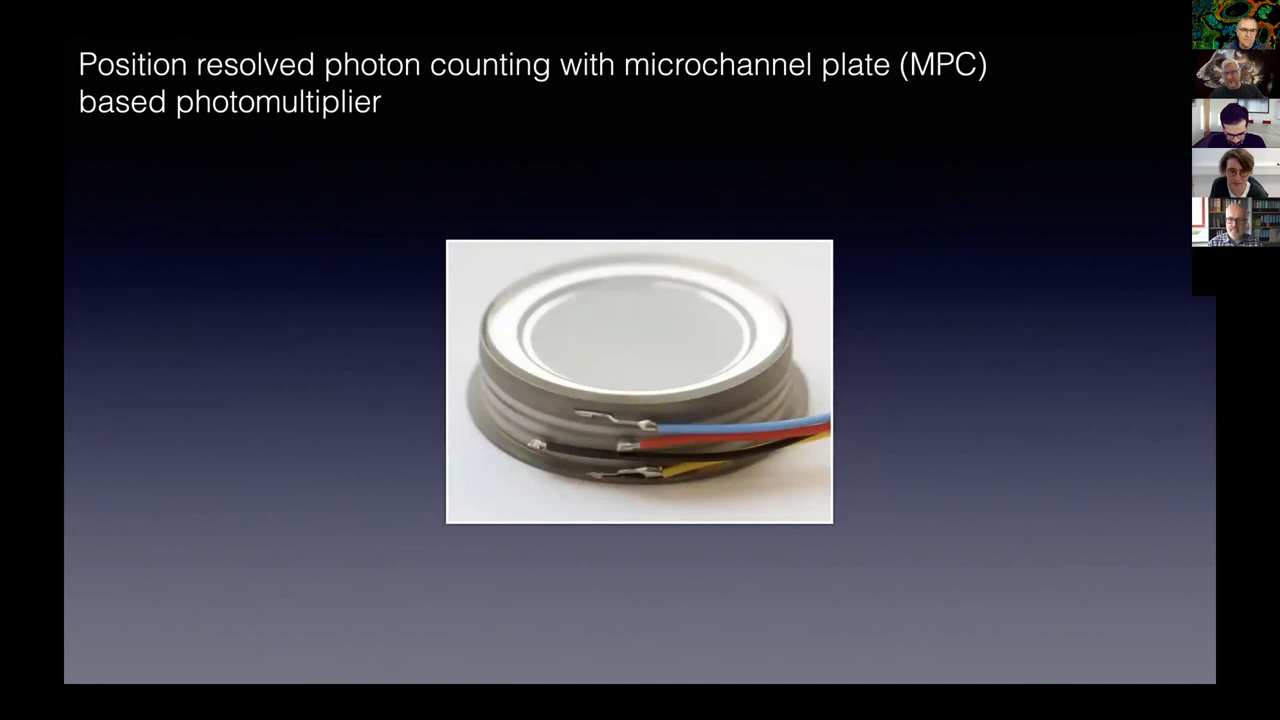 Position resolved photon counting with microchannel plate (MPC)
based photomultiplier